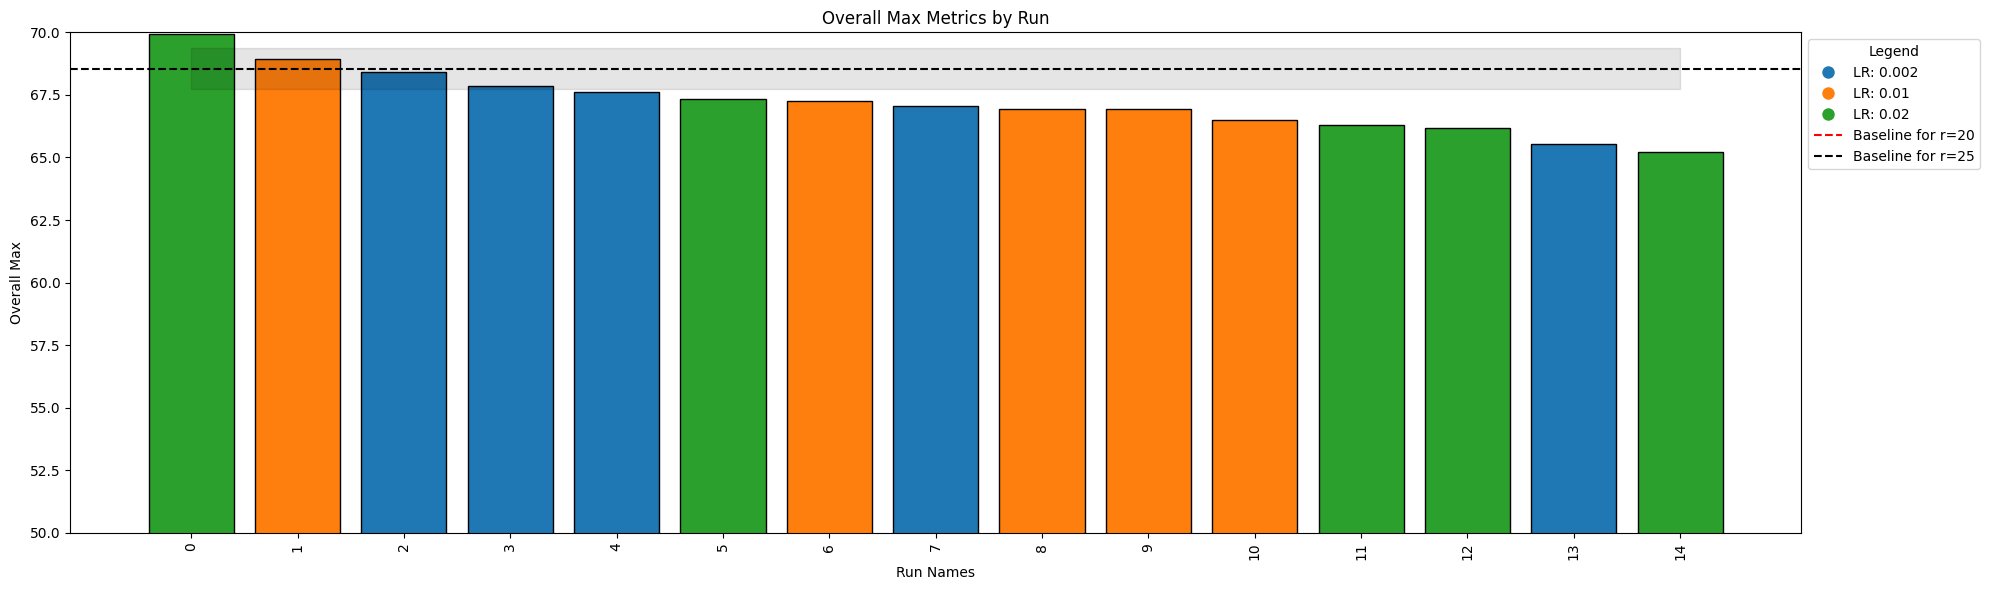 Overall Max Metrics by Run
Overall Max
70.0
67.5
65.0
62.5
60.0
57.5
55.0
52.5
50.0
0 1 2 3 4 5 6 7 8 9 10 11 12 13 14
Run Names
Legend
LR: 0.002
LR: 0.01
LR: 0.02
Baseline for r=20
Baseline for r=25